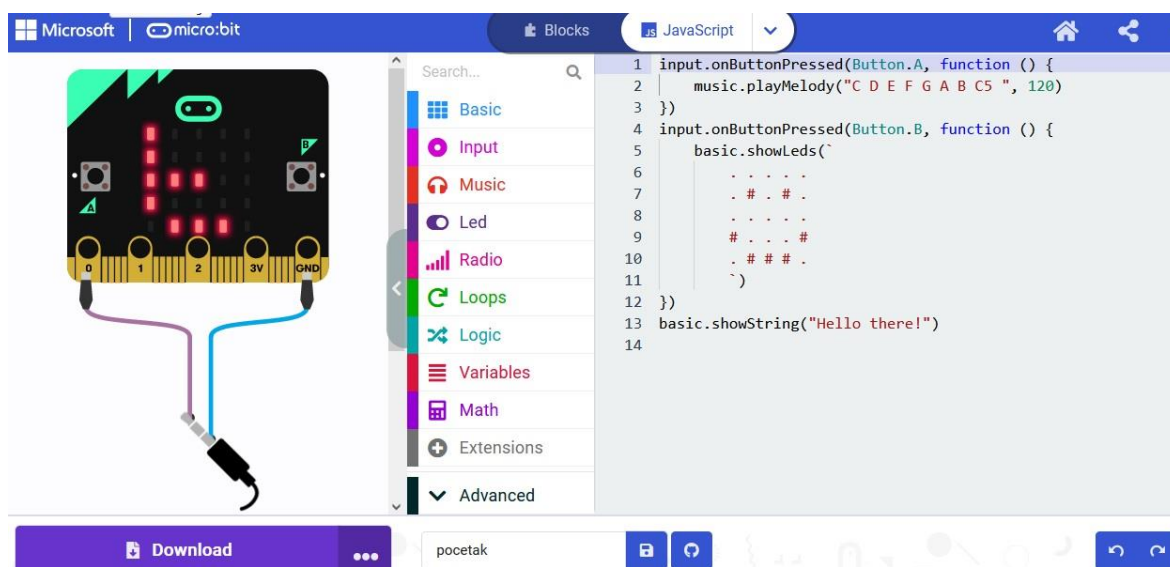 Microsoft
micro:bit
Blocks
JS JavaScript
A
B
0
1
2
3V
GND
Search...
Basic
Input
Music
Led
Radio
Loops
Logic
Variables
Math
Extensions
Advanced
1 input.onButtonPressed(Button.A, function () {
2 music.playMelody("C D E F G A B C5 ", 120)
3 })
4 input.onButtonPressed(Button.B, function () {
5 basic.showLeds(`
6 . . . . .
7 . # . # .
8 . . . . .
9 # . . . #
10 . # # # .
11 `)
12 })
13 basic.showString("Hello there!")
14
Download
pocetak